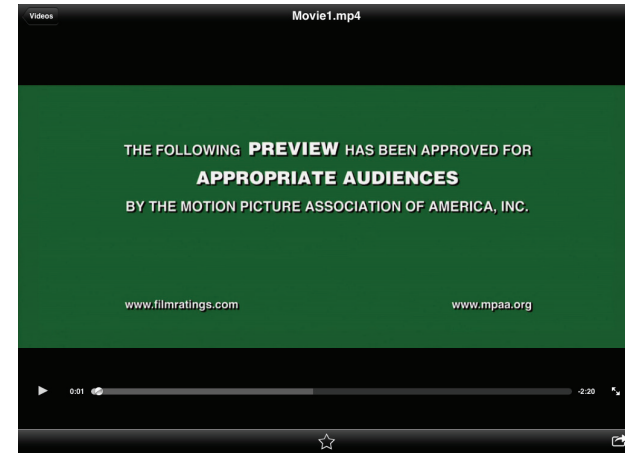 Videos
Movie1.mp4
THE FOLLOWING PREVIEW HAS BEEN APPROVED FOR
APPROPRIATE AUDIENCES
BY THE MOTION PICTURE ASSOCIATION OF AMERICA, INC.
www.filmratings.com
www.mpaa.org
0:01
-2:20